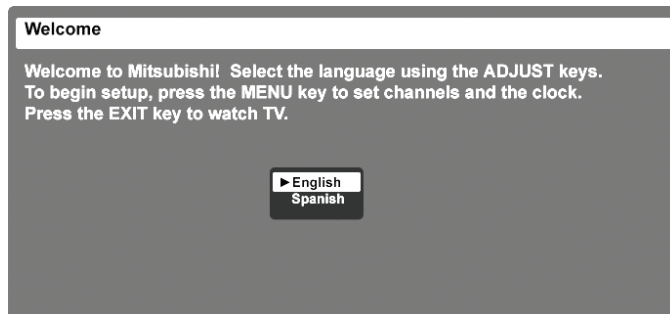 Welcome
Welcome to Mitsubishi! Select the language using the ADJUST keys.
To begin setup, press the MENU key to set channels and the clock.
Press the EXIT key to watch TV.
►English
Spanish